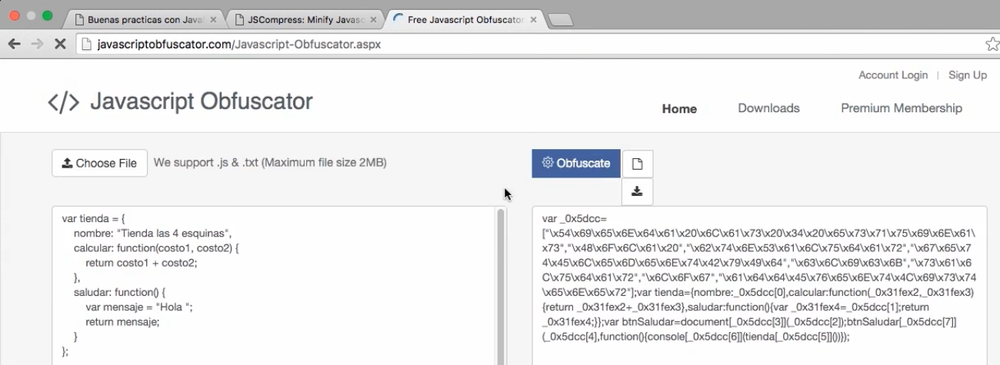 Buenas practicas con Java
JSCompress: Minify Javasc
Free Javascript Obfuscator
javascriptobfuscator.com/Javascript-Obfuscator.aspx
Account Login | Sign Up
</> Javascript Obfuscator
Home Downloads Premium Membership
Choose File We support .js & .txt (Maximum file size 2MB)
Obfuscate
var tienda = {
nombre: "Tienda las 4 esquinas",
calcular: function(costo1, costo2) {
return costo1 + costo2;
},
saludar: function() {
var mensaje = "Hola ";
return mensaje;
}
};
var _0x5dcc=
["\x54\x69\x65\x6E\x64\x61\x20\x6C\x61\x73\x20\x34\x20\x65\x73\x71\x75\x69\x6E\x61\
x73","\x48\x6F\x6C\x61\x20","\x62\x74\x6E\x53\x61\x6C\x75\x64\x61\x72","\x67\x65\x7
4\x45\x6C\x65\x6D\x65\x6E\x74\x42\x79\x49\x64","\x63\x6C\x69\x63\x6B","\x73\x61\x6
C\x75\x64\x61\x72","\x6C\x6F\x67","\x61\x64\x64\x45\x76\x65\x6E\x74\x4C\x69\x73\x74
\x65\x6E\x65\x72"];var tienda={nombre:_0x5dcc[0],calcular:function(_0x31fex2,_0x31fex3)
{return _0x31fex2+_0x31fex3},saludar:function(){var _0x31fex4=_0x5dcc[1];return
_0x31fex4;}};var btnSaludar=document[_0x5dcc[3]](_0x5dcc[2]);btnSaludar[_0x5dcc[7]]
(_0x5dcc[4],function(){console[_0x5dcc[6]](tienda[_0x5dcc[5]]())});